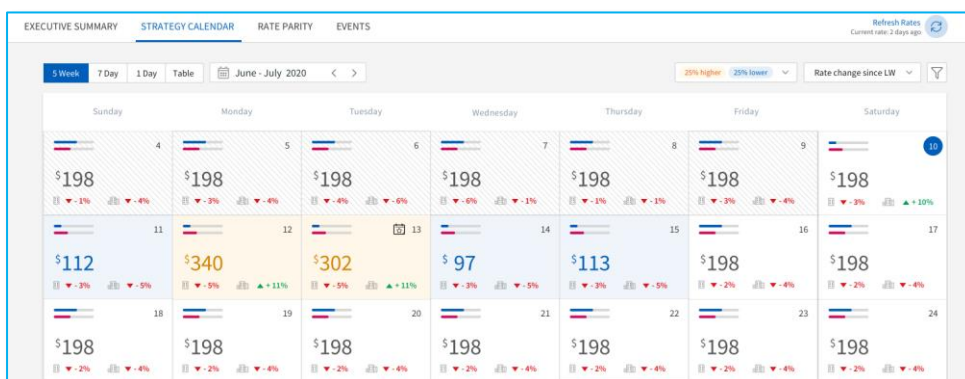 EXECUTIVE SUMMARY STRATEGY CALENDAR RATE PARITY EVENTS Refresh Rates
Current rate: 2 days ago
5 Week 7 Day 1 Day Table June - July 2020 < > 25% higher 25% lower Rate change since LW
Sunday Monday Tuesday Wednesday Thursday Friday Saturday
4 5 6 7 8 9 10
$198 $198 $198 $198 $198 $198 $198
▼ - 1% ▼ - 4% ▼ - 3% ▼ - 4% ▼ - 4% ▼ - 6% ▼ - 6% ▼ - 1% ▼ - 1% ▼ - 1% ▼ - 3% ▼ - 4% ▼ - 3% ▲ + 10%
11 12 13 14 15 16 17
$112 $340 $302 $ 97 $113 $198 $198
▼ - 3% ▼ - 5% ▼ - 5% ▲ + 11% ▼ - 5% ▲ + 11% ▼ - 3% ▼ - 5% ▼ - 3% ▼ - 5% ▼ - 2% ▼ - 4% ▼ - 2% ▼ - 4%
18 19 20 21 22 23 24
$198 $198 $198 $198 $198 $198 $198
▼ - 2% ▼ - 4% ▼ - 2% ▼ - 4% ▼ - 2% ▼ - 4% ▼ - 2% ▼ - 4% ▼ - 2% ▼ - 4% ▼ - 2% ▼ - 4% ▼ - 2% ▼ - 4%